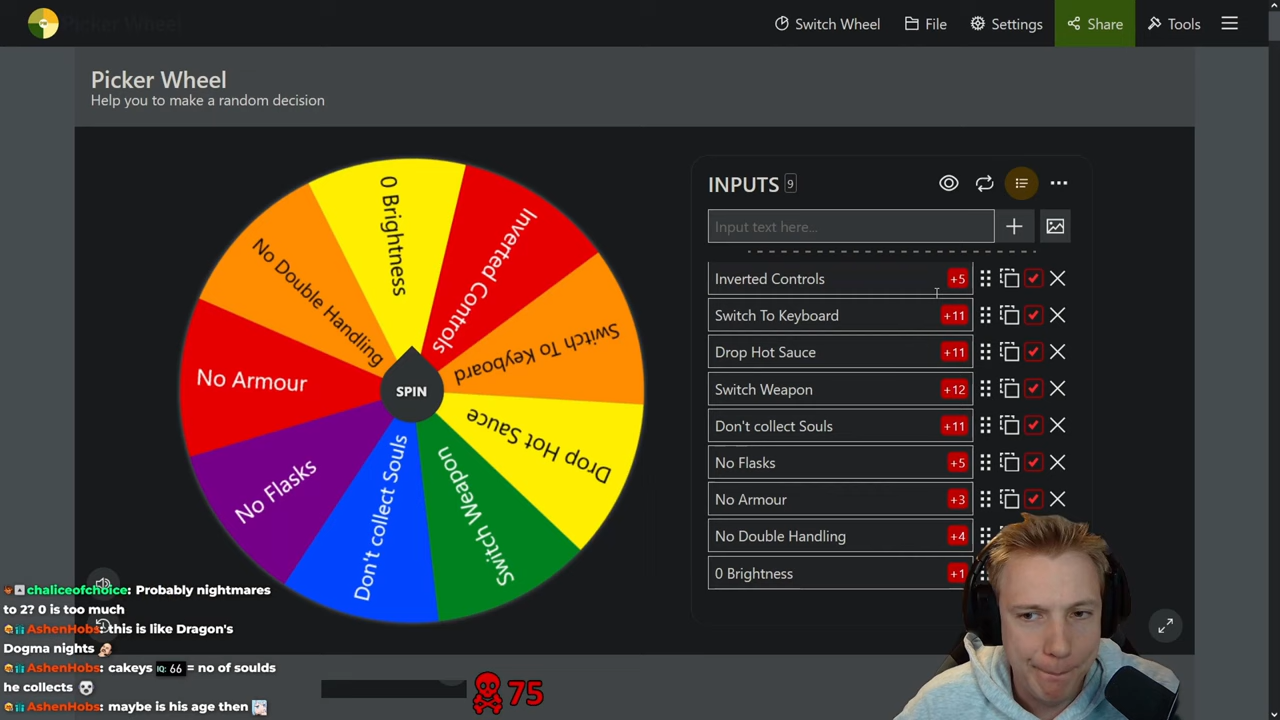 Picker Wheel
Switch Wheel
File
Settings
Share
Tools
Picker Wheel
Help you to make a random decision
0 Brightness
Inverted Controls
Switch To Keyboard
Drop Hot Sauce
Switch Weapon
Don't collect Souls
No Flasks
No Armour
No Double Handling
SPIN
INPUTS 9
Input text here...
Inverted Controls +5
Switch To Keyboard +11
Drop Hot Sauce +11
Switch Weapon +12
Don't collect Souls +11
No Flasks +5
No Armour +3
No Double Handling +4
0 Brightness +1
chaliceofchoice: Probably nightmares
to 2? 0 is too much
AshenHobs: this is like Dragon's
Dogma nights
AshenHobs: cakeys IQ: 66 = no of soulds
he collects
AshenHobs: maybe is his age then
75